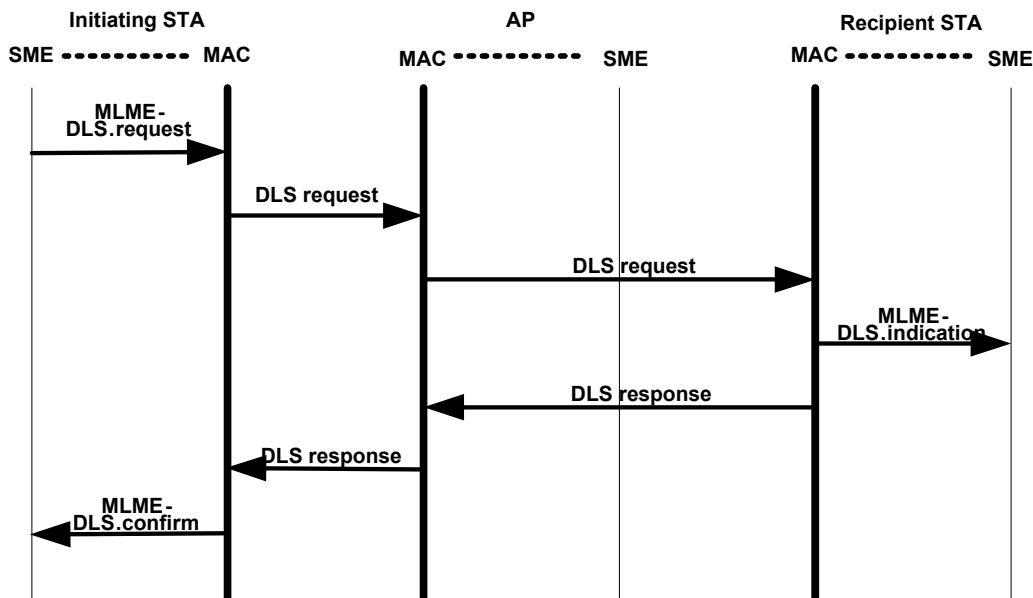 Initiating STA AP Recipient STA
SME MAC MAC SME MAC SME
MLME-
DLS.request
DLS request
DLS request
MLME-
DLS.indication
DLS response
DLS response
MLME-
DLS.confirm